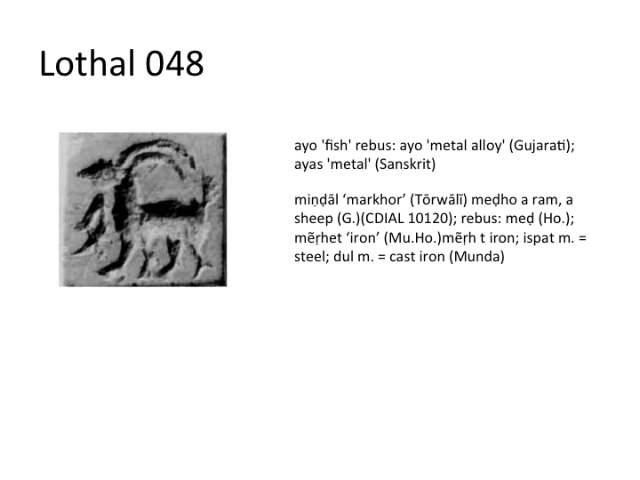 Lothal 048
ayo 'fish' rebus: ayo 'metal alloy' (Gujarati);
ayas 'metal' (Sanskrit)
miṇḍāl ‘markhor’ (Tōrwālī) meḍho a ram, a
sheep (G.)(CDIAL 10120); rebus: meḍ (Ho.);
mẽṛhet ‘iron’ (Mu.Ho.)mẽṛh t iron; ispat m. =
steel; dul m. = cast iron (Munda)